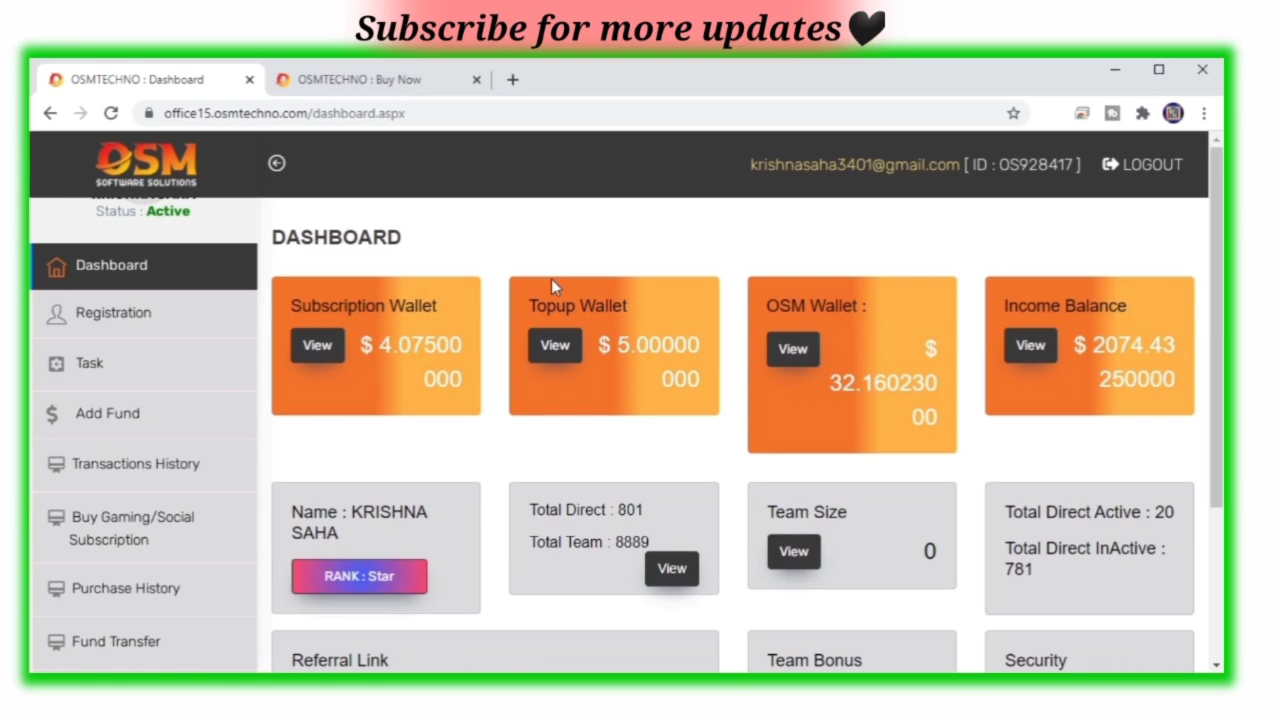 Subscribe for more updates🖤
OSMTECHNO : Dashboard
OSMTECHNO : Buy Now
office15.osmtechno.com/dashboard.aspx
OSM
SOFTWARE SOLUTIONS
krishnasaha3401@gmail.com [ ID : OS928417 ]
LOGOUT
Status : Active
Dashboard
Registration
Task
Add Fund
Transactions History
Buy Gaming/Social
Subscription
Purchase History
Fund Transfer
DASHBOARD
Subscription Wallet
View
$ 4.07500
000
Topup Wallet
View
$ 5.00000
000
OSM Wallet :
View
$
32.160230
00
Income Balance
View
$ 2074.43
250000
Name : KRISHNA
SAHA
RANK : Star
Total Direct : 801
Total Team : 8889
View
Team Size
View
0
Total Direct Active : 20
Total Direct InActive :
781
Referral Link
Team Bonus
Security